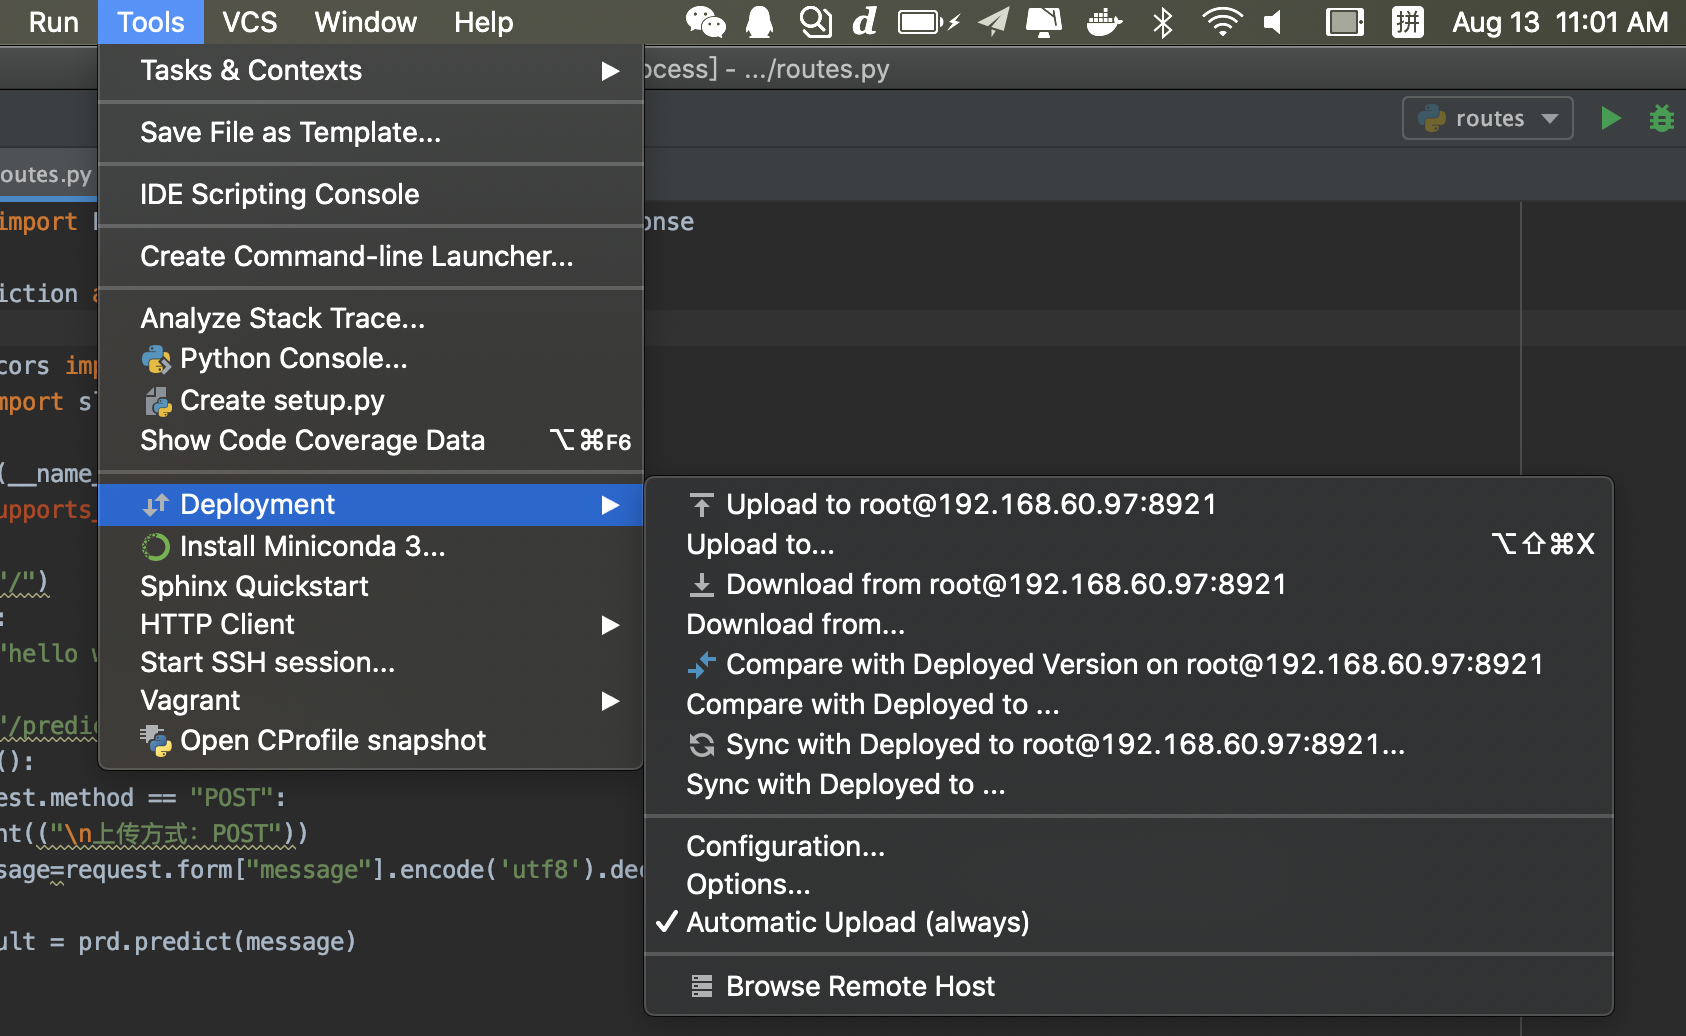 Run Tools VCS Window Help d 拼 Aug 13 11:01 AM
ocess] - .../routes.py
routes
outes.py
Tasks & Contexts
Save File as Template...
IDE Scripting Console
Create Command-line Launcher...
Analyze Stack Trace...
Python Console...
Create setup.py
Show Code Coverage Data ⌥⌘F6
Deployment
Install Miniconda 3...
Sphinx Quickstart
HTTP Client
Start SSH session...
Vagrant
Open CProfile snapshot
Upload to root@192.168.60.97:8921
Upload to... ⌥⇧⌘X
Download from root@192.168.60.97:8921
Download from...
Compare with Deployed Version on root@192.168.60.97:8921
Compare with Deployed to ...
Sync with Deployed to root@192.168.60.97:8921...
Sync with Deployed to ...
Configuration...
Options...
✓ Automatic Upload (always)
Browse Remote Host
import onse
iction
cors imp
mport s
(__name_
upports_
'/")
:
"hello
'/predic
():
est.method == "POST":
nt(("\n上传方式: POST"))
sage=request.form["message"].encode('utf8').dec
ult = prd.predict(message)